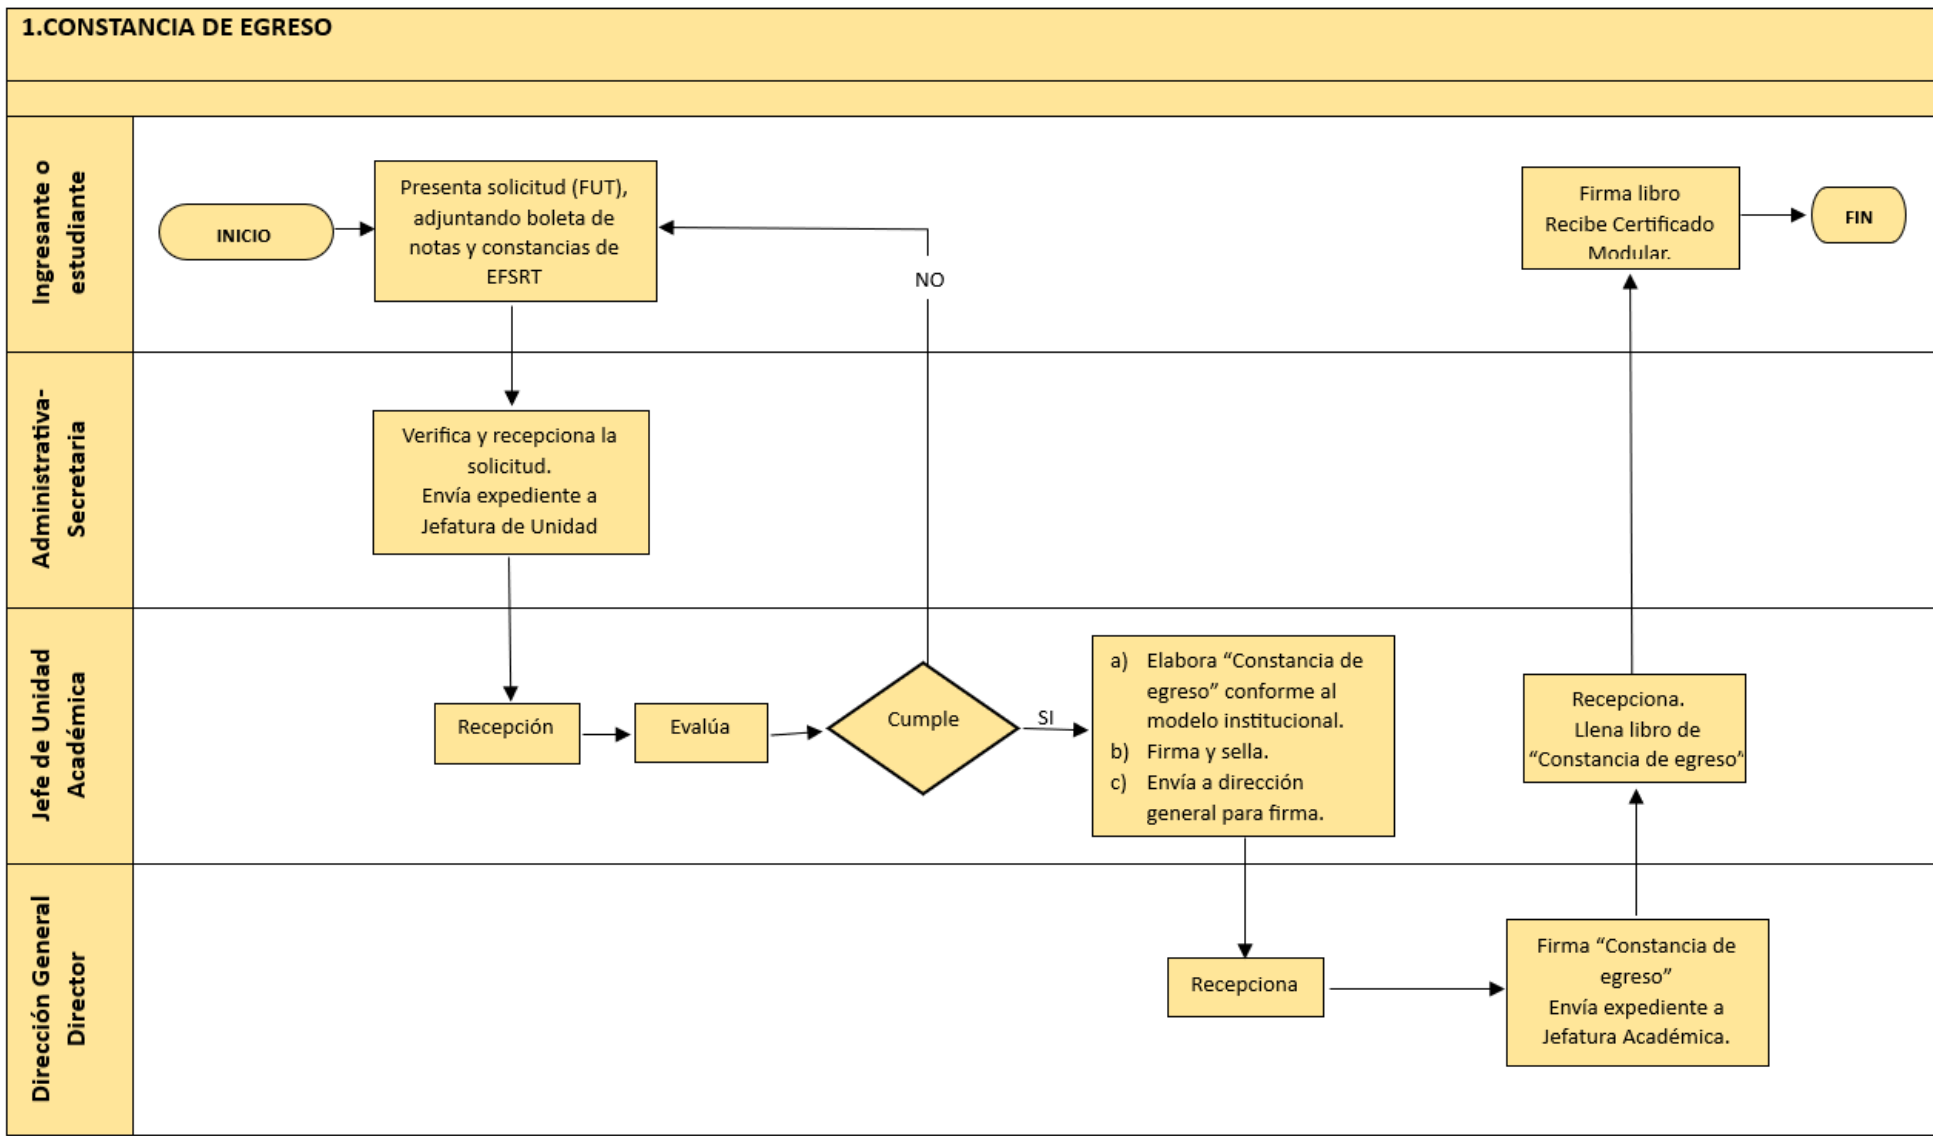 1.CONSTANCIA DE EGRESO
Ingresante o
estudiante
INICIO
Presenta solicitud (FUT),
adjuntando boleta de
notas y constancias de
EFSRT
NO
Firma libro
Recibe Certificado
Modular.
FIN
Administrativa-
Secretaria
Verifica y recepciona la
solicitud.
Envía expediente a
Jefatura de Unidad
Jefe de Unidad
Académica
Recepción
Evalúa
Cumple
SI
a) Elabora “Constancia de
egreso” conforme al
modelo institucional.
b) Firma y sella.
c) Envía a dirección
general para firma.
Recepciona.
Llena libro de
“Constancia de egreso”
Dirección General
Director
Recepciona
Firma “Constancia de
egreso”
Envía expediente a
Jefatura Académica.